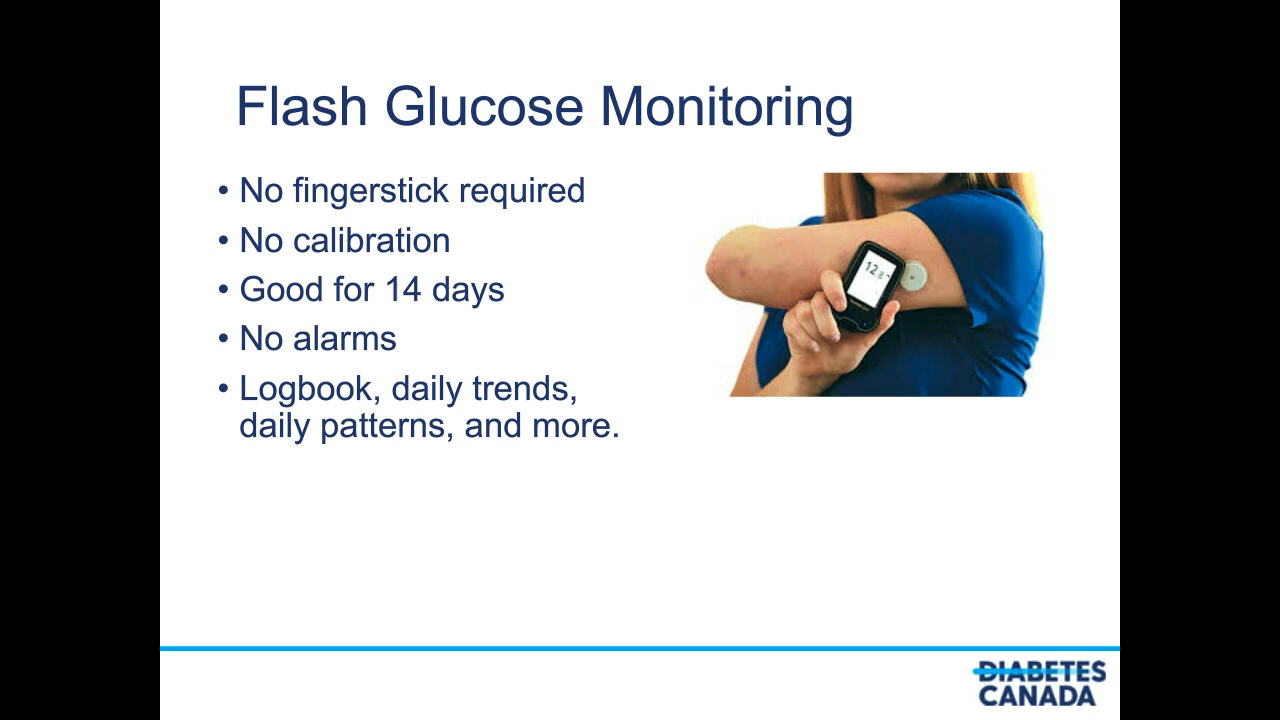 Flash Glucose Monitoring
• No fingerstick required
• No calibration
• Good for 14 days
• No alarms
• Logbook, daily trends,
daily patterns, and more.
DIABETES
CANADA